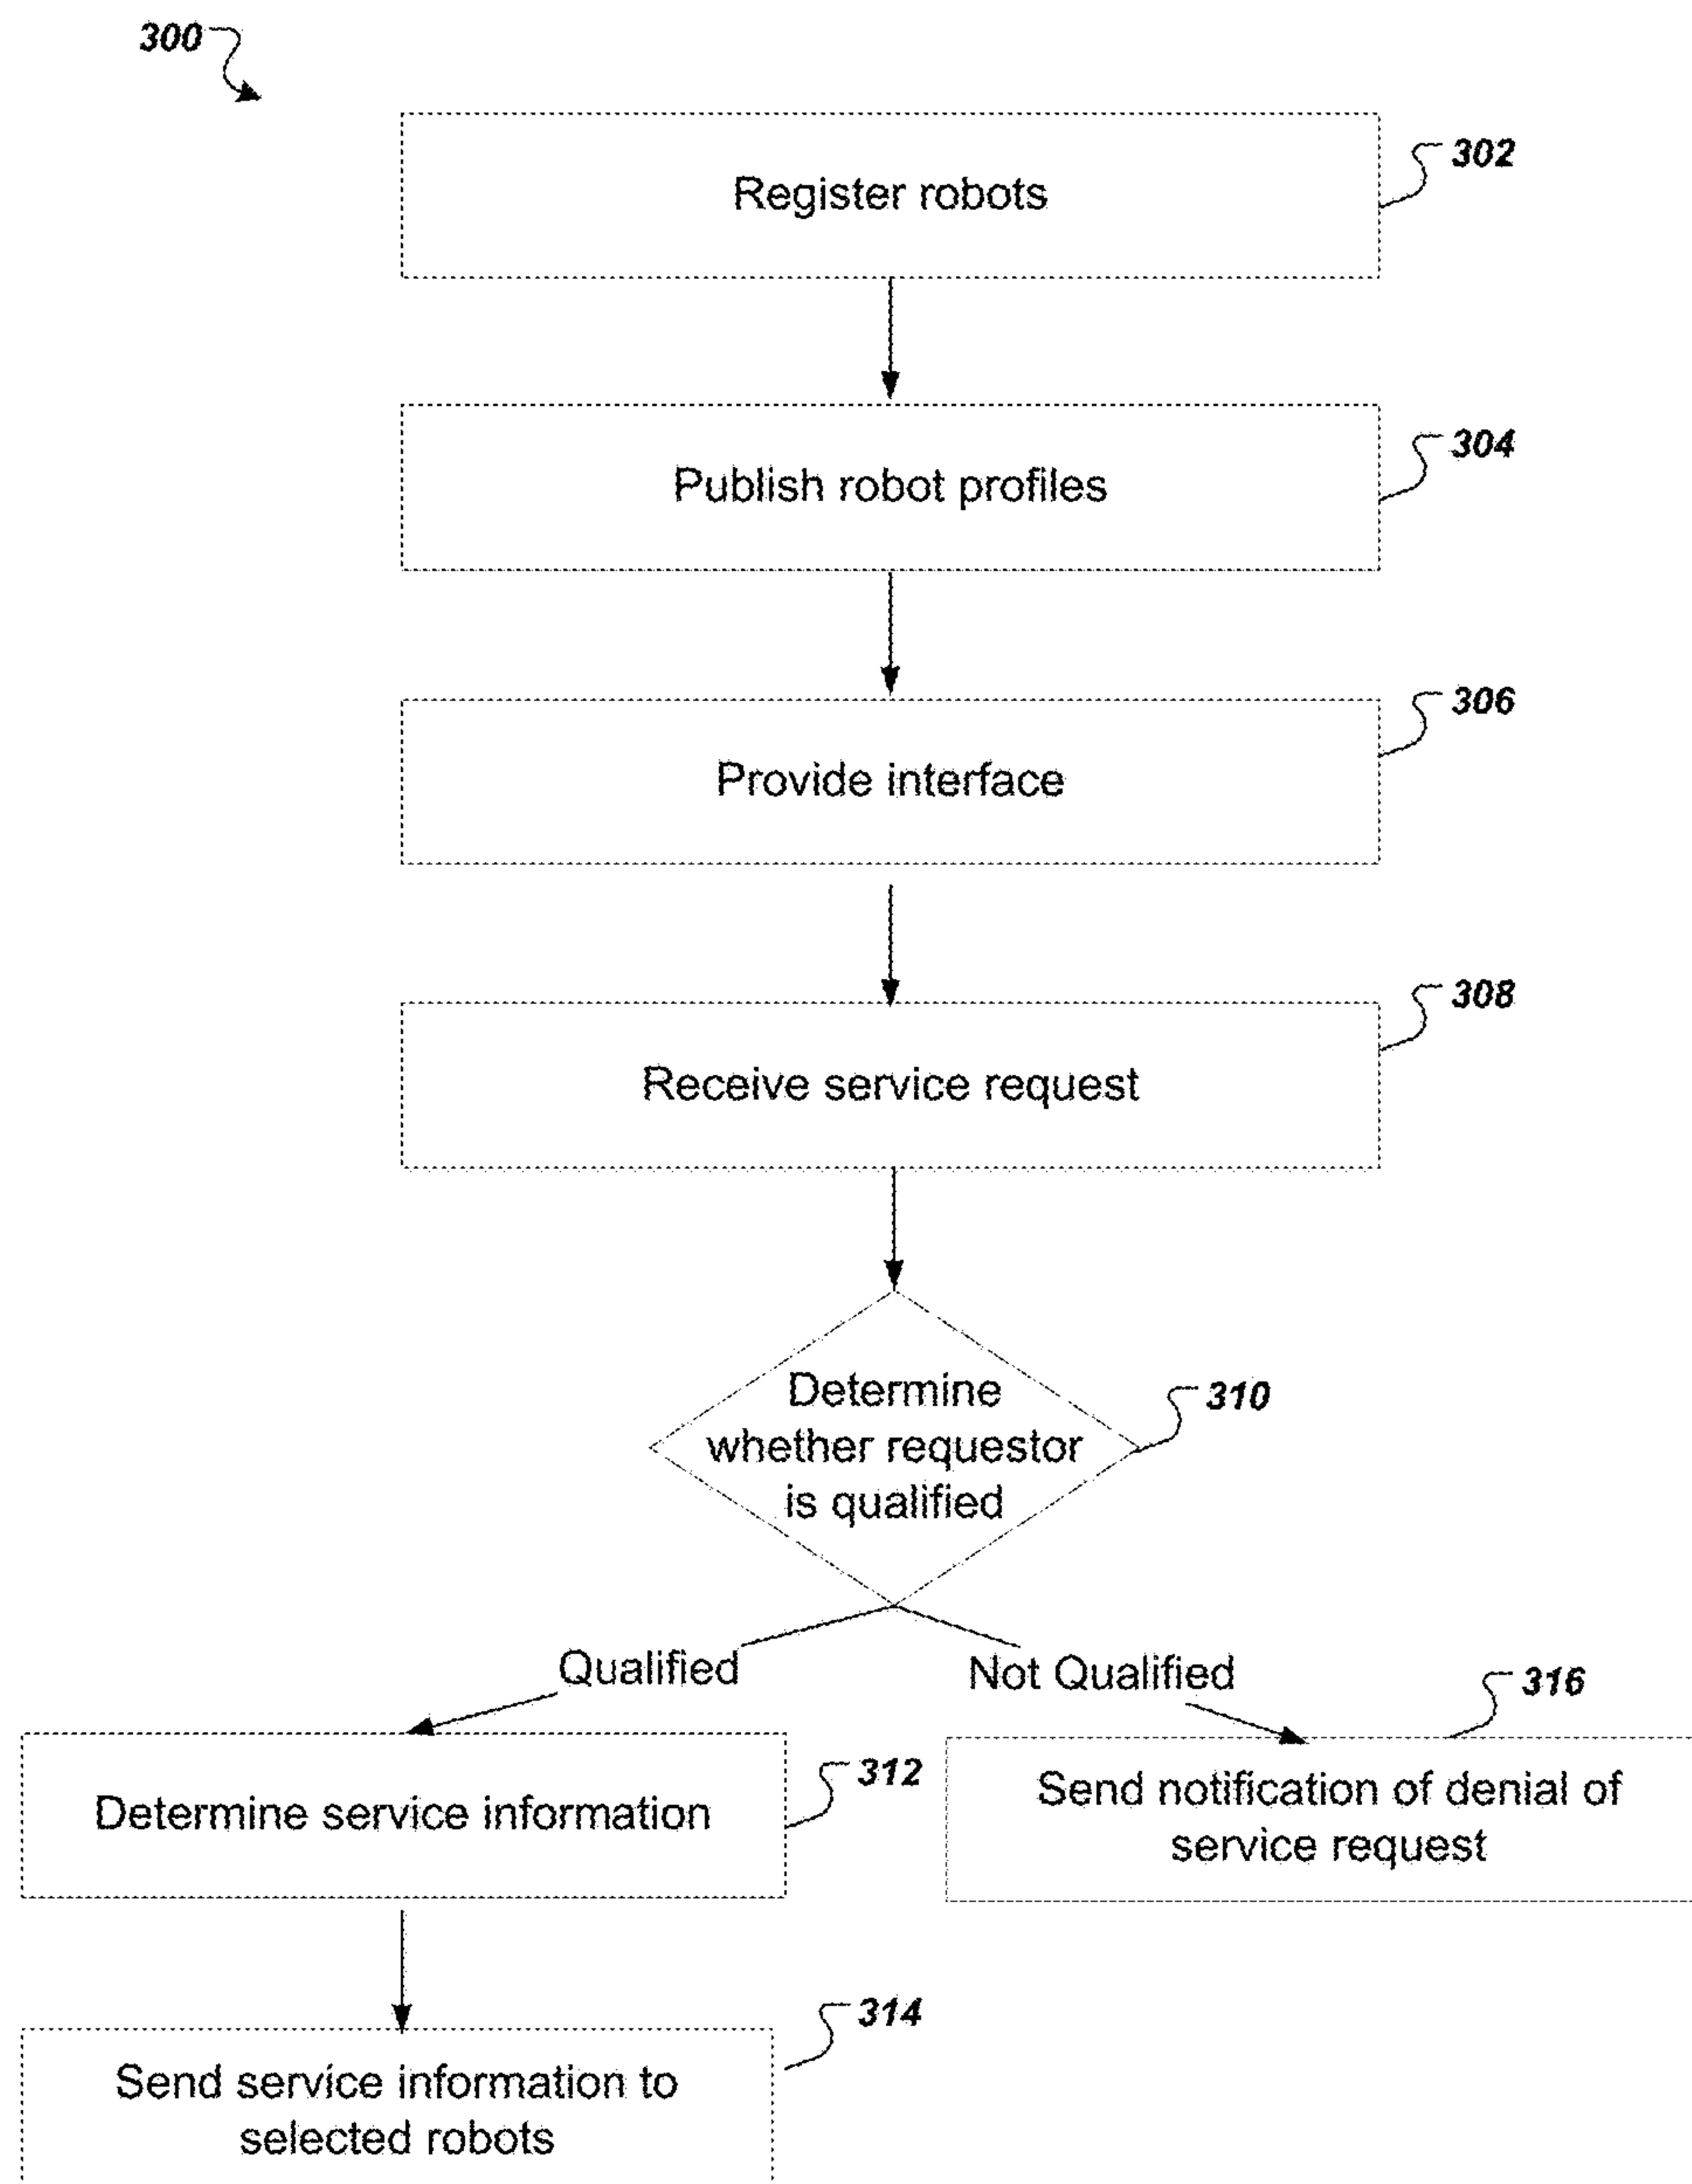 300
Register robots
302
Publish robot profiles
304
Provide interface
306
Receive service request
308
Determine
whether requestor
is qualified
310
Qualified
Not Qualified
Determine service information
312
Send notification of denial of
service request
316
Send service information to
selected robots
314